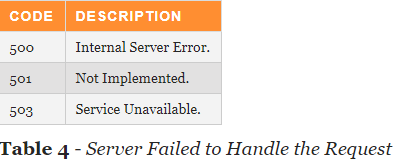 CODE DESCRIPTION
500 Internal Server Error.
501 Not Implemented.
503 Service Unavailable.
Table 4 - Server Failed to Handle the Request